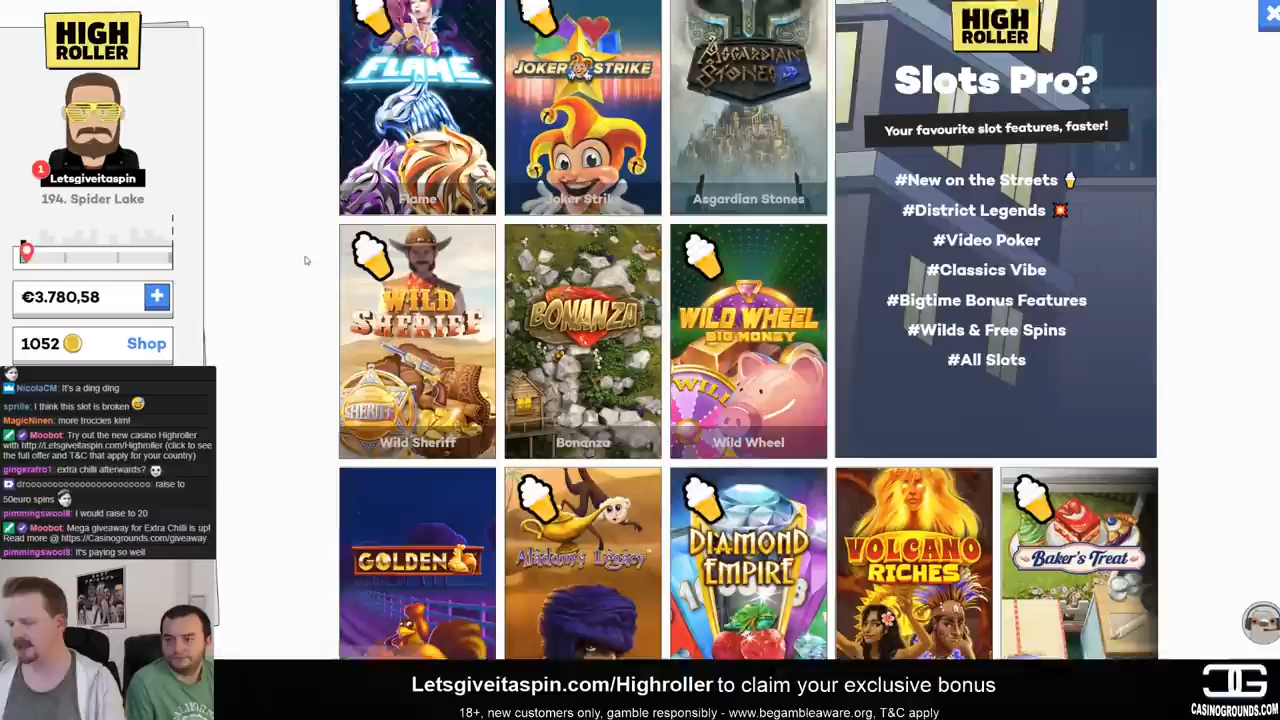 HIGH
ROLLER
1
Letsgiveitaspin
194. Spider Lake
€3.780,58
+
1052
Shop
NicolaCM: It's a ding ding
sprille: I think this slot is broken
MagicNinen: more troccies kim!
Moobot: Try out the new casino Highroller
with http://Letsgiveitaspin.com/Highroller (click to see
the full offer and T&C that apply for your country)
gingerafro1: extra chilli afterwards?
: raise to
50euro spins
pimmingswool8: I would raise to 20
Moobot: Mega giveaway for Extra Chilli is up!
Read more @ https://Casinogrounds.com/giveaway
pimmingswool8: It's paying so well
FLAME
Flame
JOKER STRIKE
Joker Strike
ASGARDIAN
STONES
Asgardian Stones
WILD
SHERIFF
SHERIFF
Wild Sheriff
BONANZA
Bonanza
WILD WHEEL
BIG MONEY
WILD
Wild Wheel
GOLDEN
Aladdin's Legacy
DIAMOND
EMPIRE
VOLCANO
RICHES
Baker's Treat
HIGH
ROLLER
Slots Pro?
Your favourite slot features, faster!
#New on the Streets
#District Legends
#Video Poker
#Classics Vibe
#Bigtime Bonus Features
#Wilds & Free Spins
#All Slots
Letsgiveitaspin.com/Highroller to claim your exclusive bonus
18+, new customers only, gamble responsibly - www.begambleaware.org, T&C apply
CG
CASINOGROUNDS.COM